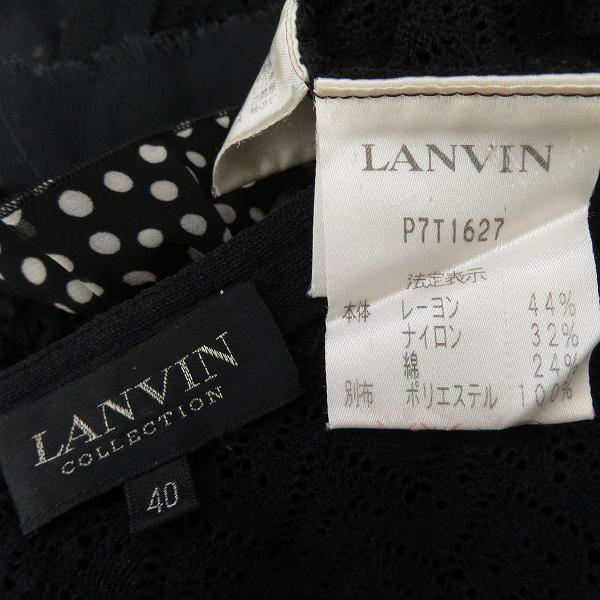 LANVIN
P7T1627
法定表示
本体 レーヨン 44%
ナイロン 32%
綿 24%
別布 ポリエステル 100%
LANVIN
COLLECTION
40